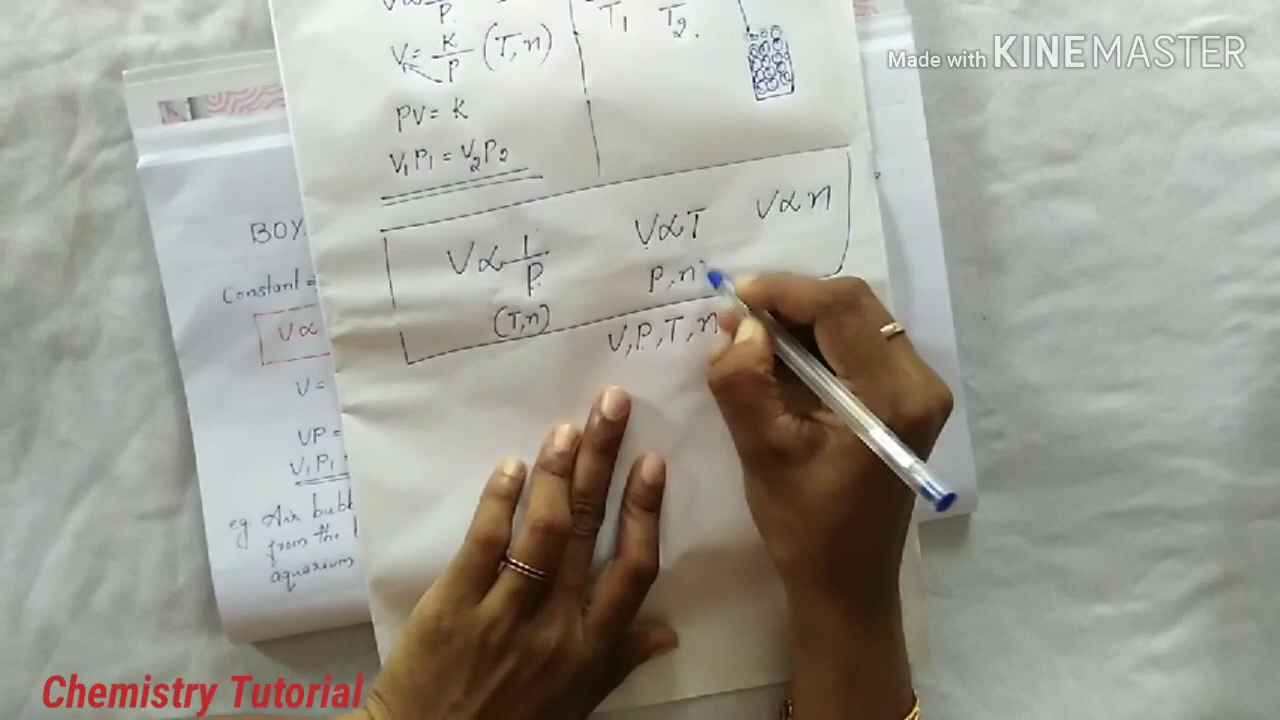 Made with KINEMASTER
P
V = K/P (T, n)
PV = K
V₁P₁ = V₂P₂
T₁ T₂.
V∝1/P V∝T V∝n
(T,n) P,n
V,P,T,n
BOY
Constant =
V∝
V =
VP =
V₁P₁
eg Air bubb
from the
aquarium
Chemistry Tutorial